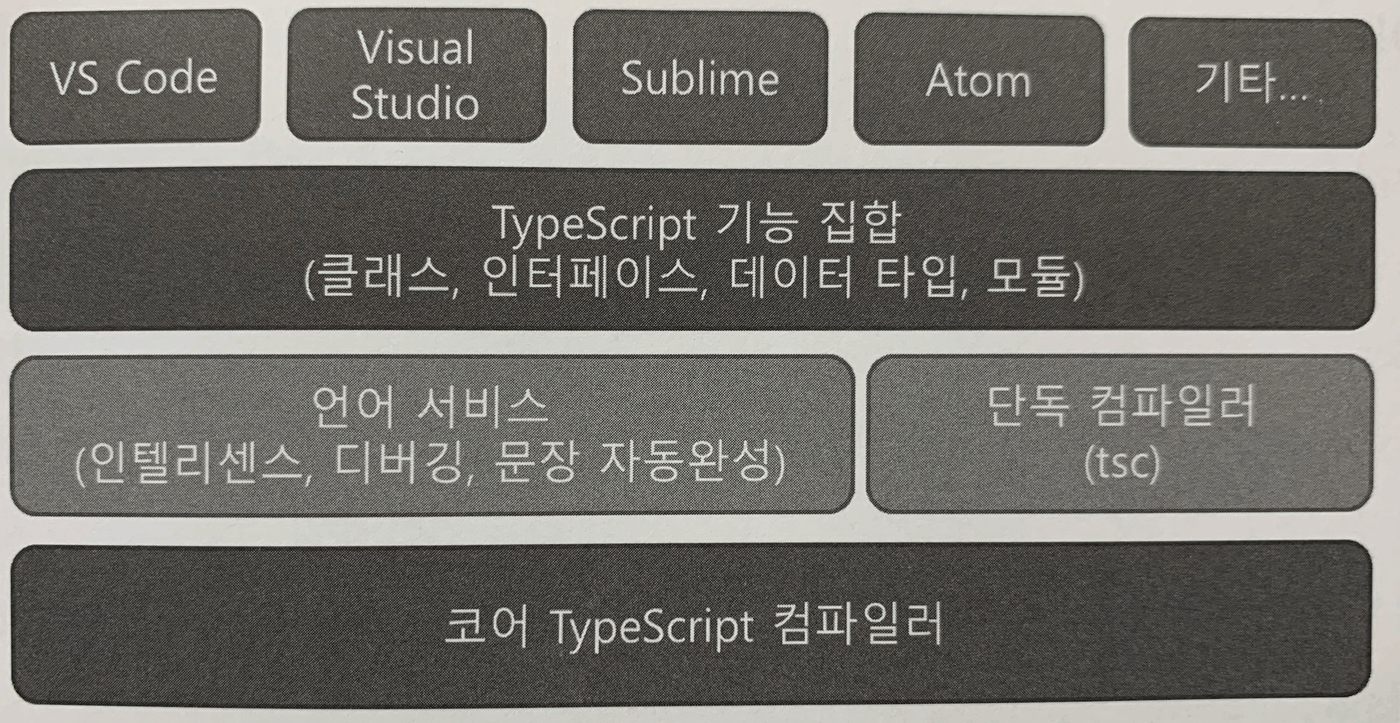 VS Code
Visual
Studio
Sublime
Atom
기타...
TypeScript 기능 집합
(클래스, 인터페이스, 데이터 타입, 모듈)
언어 서비스
(인텔리센스, 디버깅, 문장 자동완성)
단독 컴파일러
(tsc)
코어 TypeScript 컴파일러